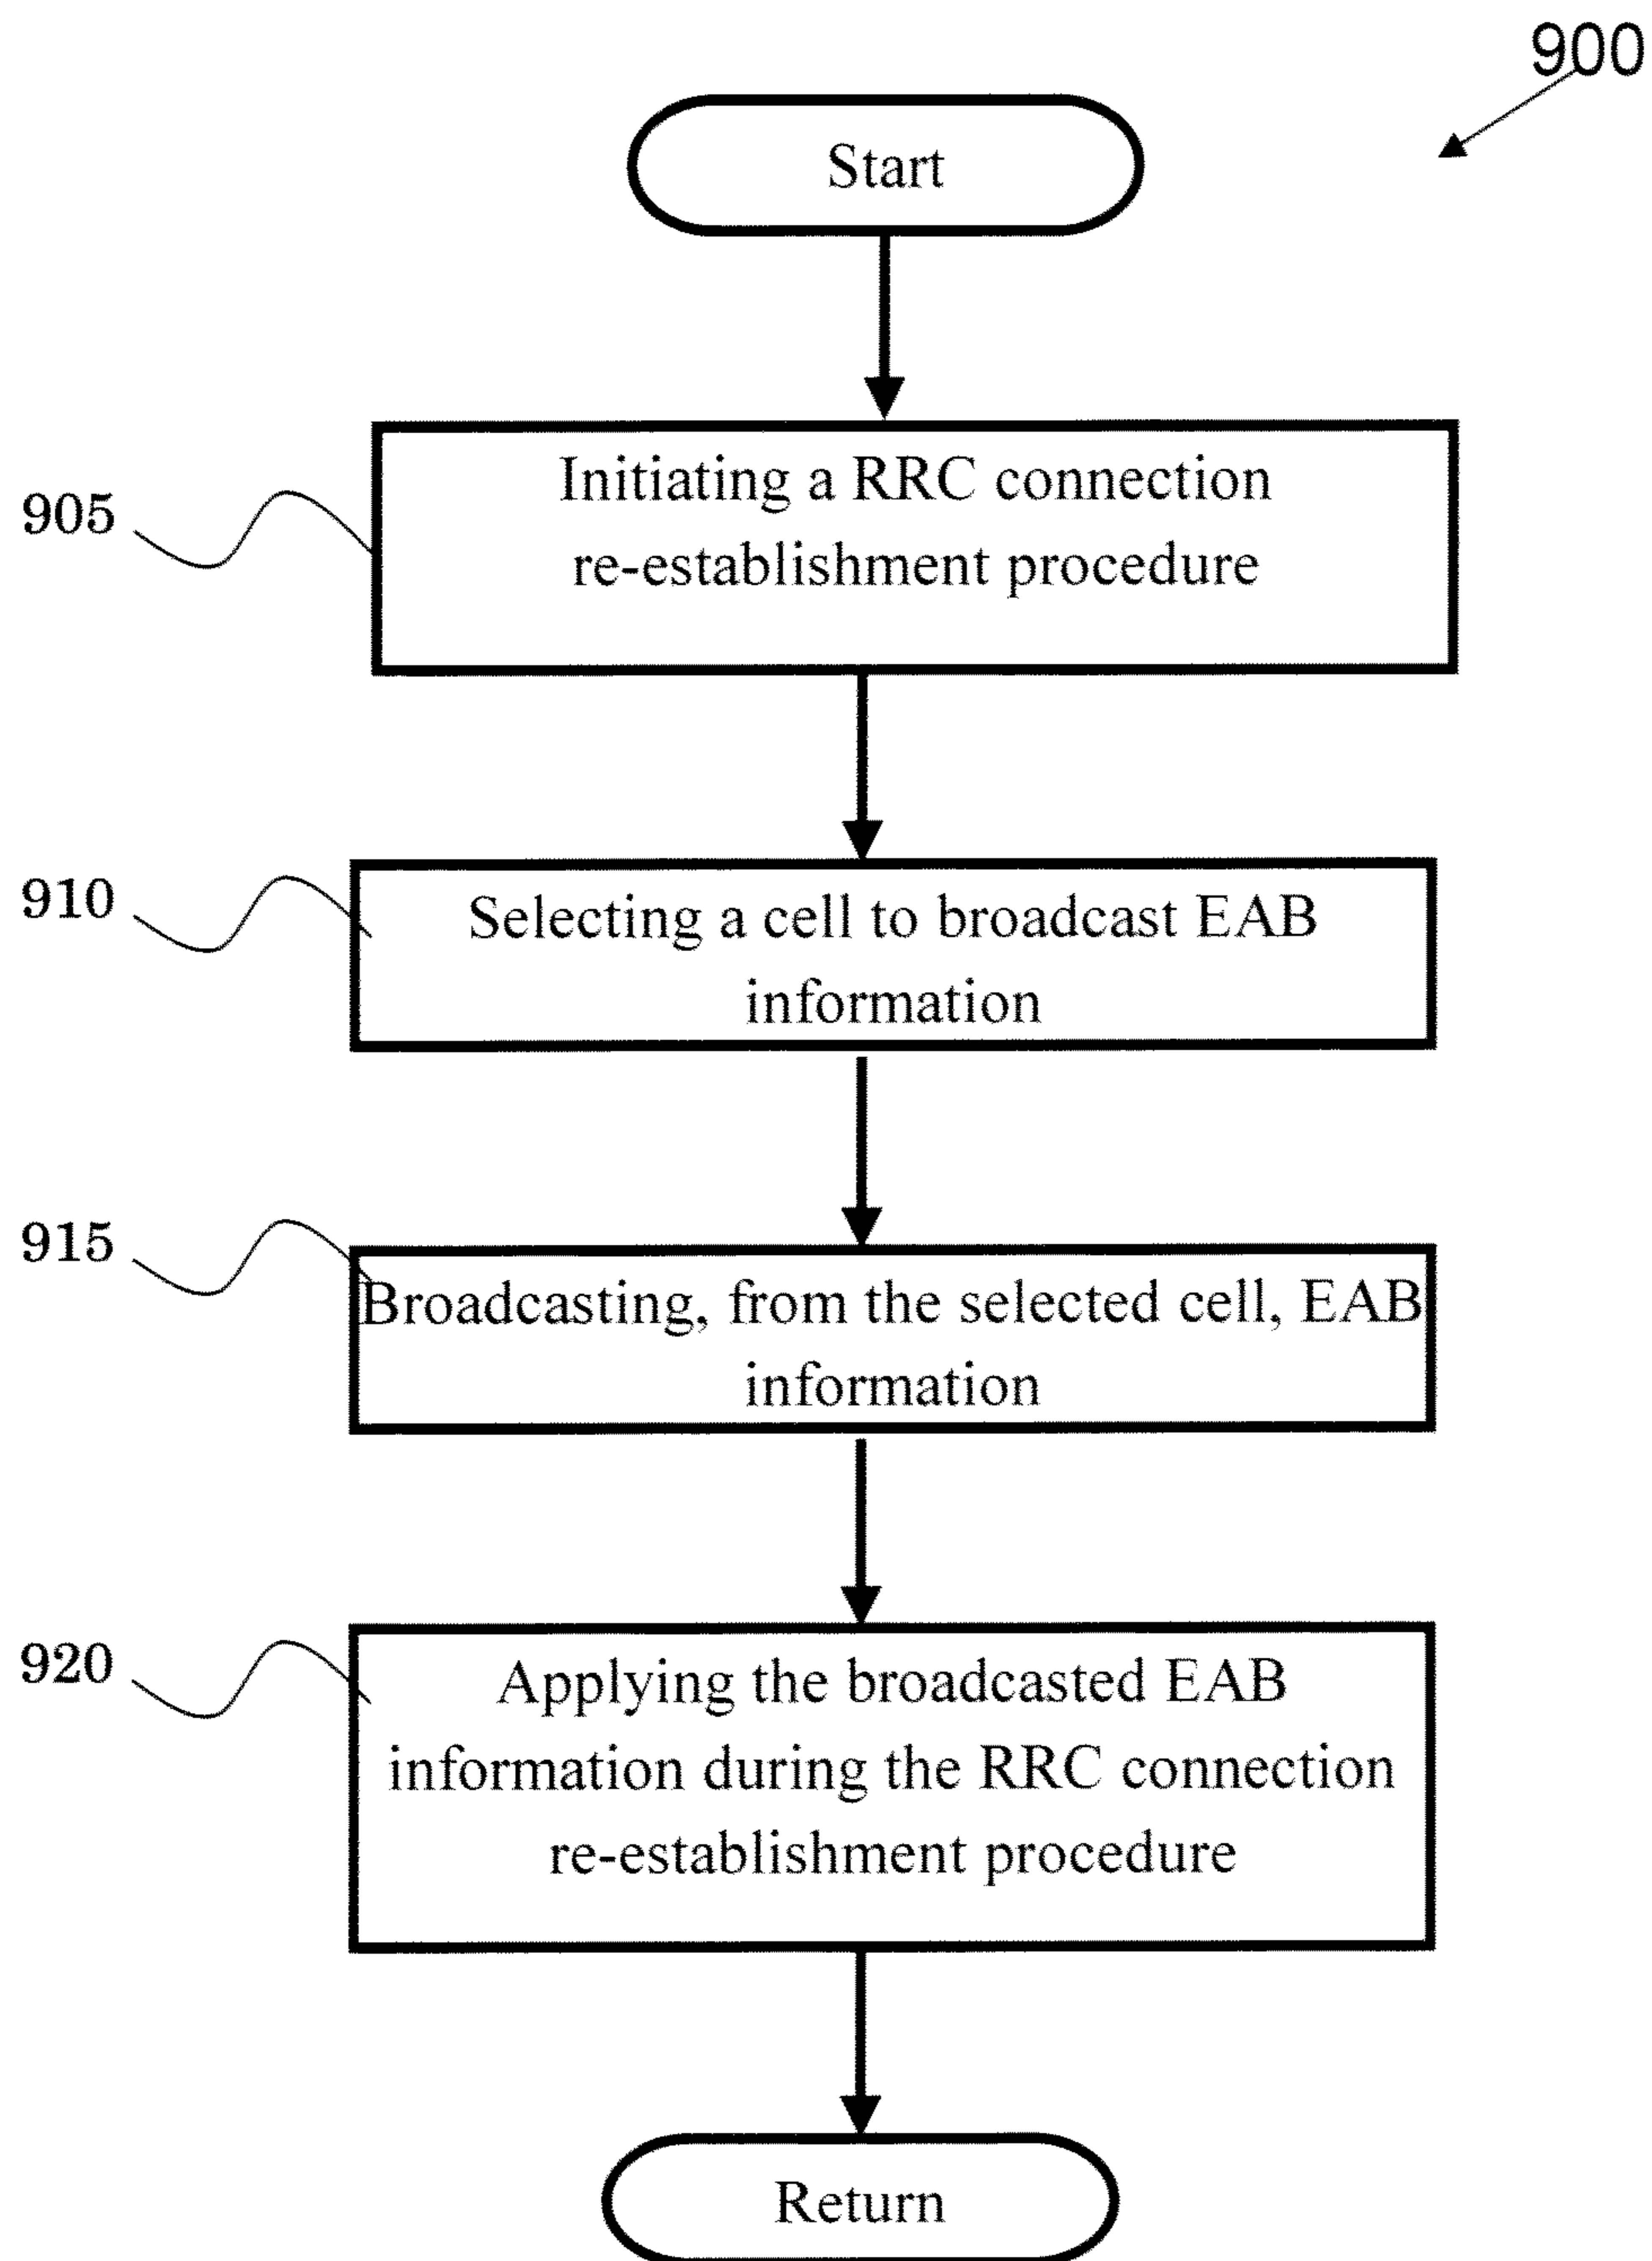 900
Start
905
Initiating a RRC connection
re-establishment procedure
910
Selecting a cell to broadcast EAB
information
915
Broadcasting, from the selected cell, EAB
information
920
Applying the broadcasted EAB
information during the RRC connection
re-establishment procedure
Return